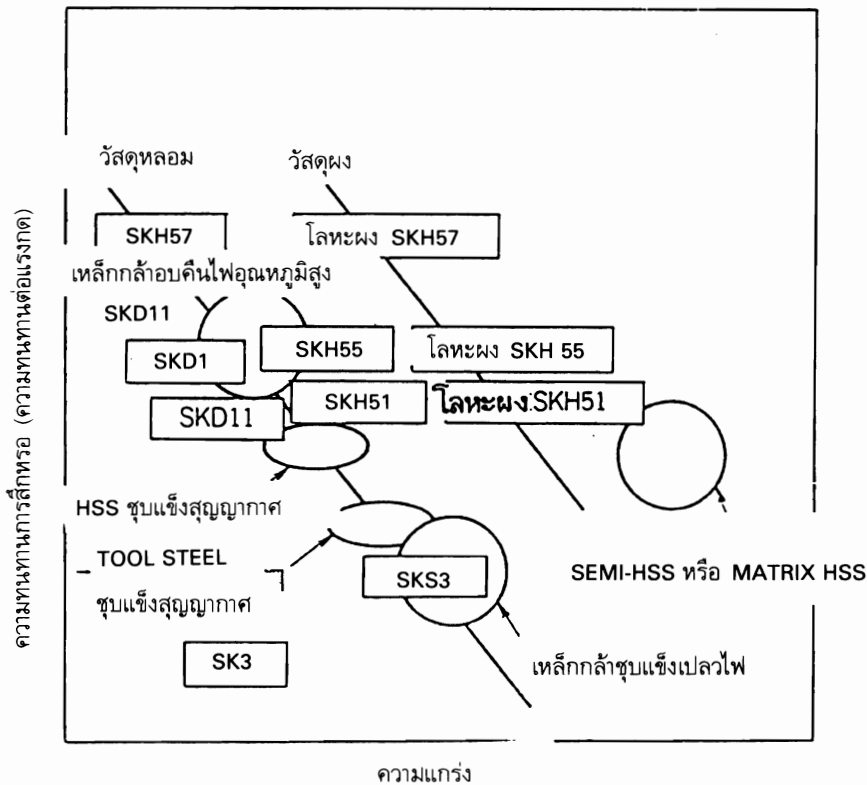 ความทนทานการสึกหรอ (ความทนทานต่อแรงกด)
วัสดุหลอม
วัสดุผง
SKH57
โลหะผง SKH57
เหล็กกล้าอบคืนไฟอุณหภูมิสูง
SKD11
SKD1
SKH55
โลหะผง SKH 55
SKD11
SKH51
โลหะผง:SKH51
HSS ชุบแข็งสุญญากาศ
TOOL STEEL
ชุบแข็งสุญญากาศ
SKS3
SEMI-HSS หรือ MATRIX HSS
SK3
เหล็กกล้าชุบแข็งเปลวไฟ
ความแกร่ง